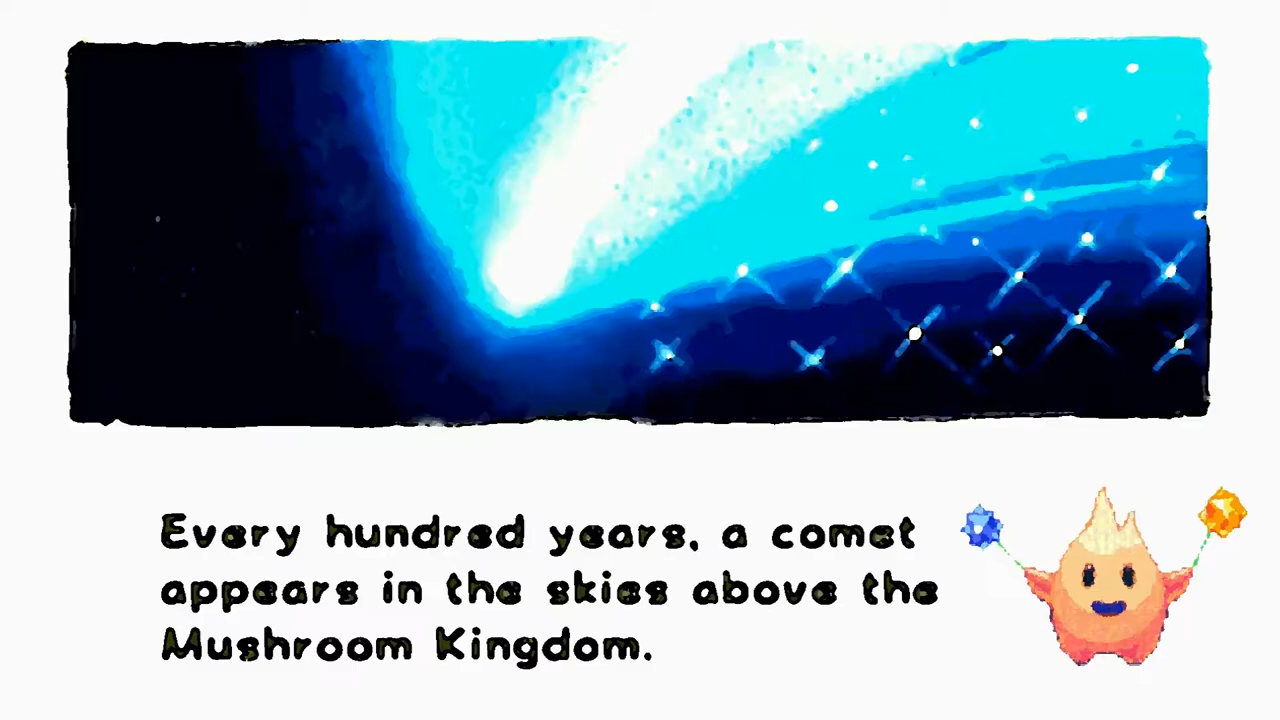 Every hundred years, a comet
appears in the skies above the
Mushroom Kingdom.